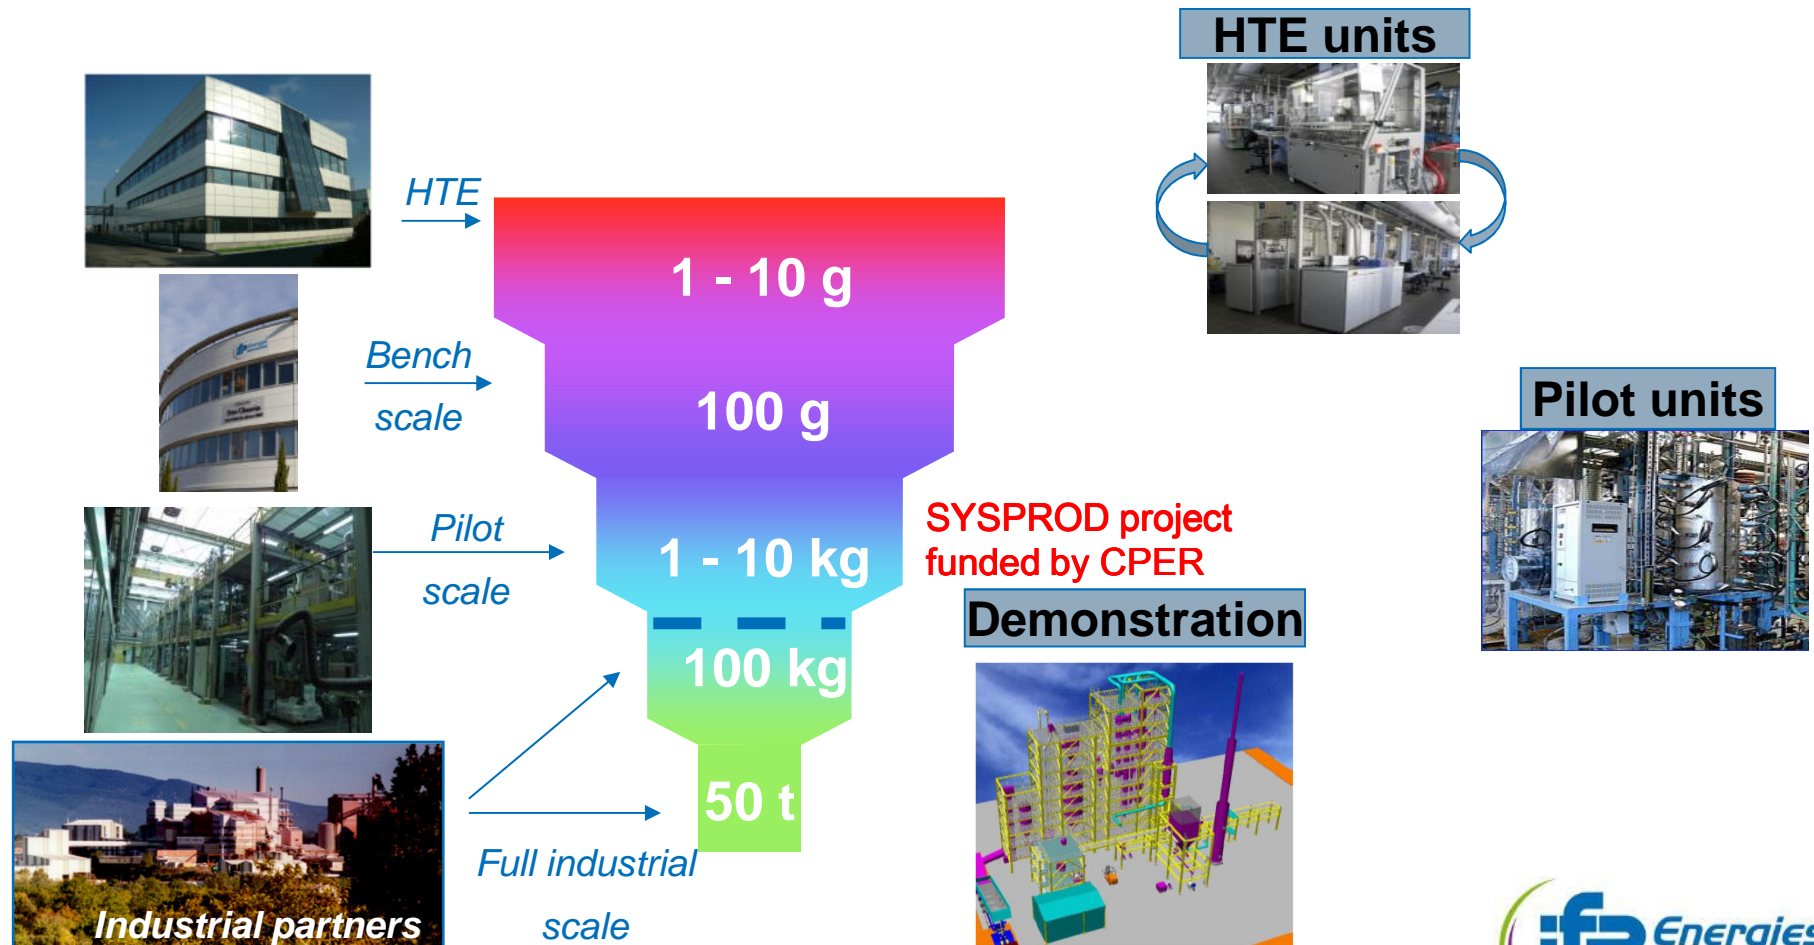 HTE units
HTE
1 - 10 g
Bench
scale
100 g
Pilot units
Pilot
scale
1 - 10 kg
SYSPROD project
funded by CPER
Demonstration
100 kg
50 t
Full industrial
scale
Industrial partners
Energies